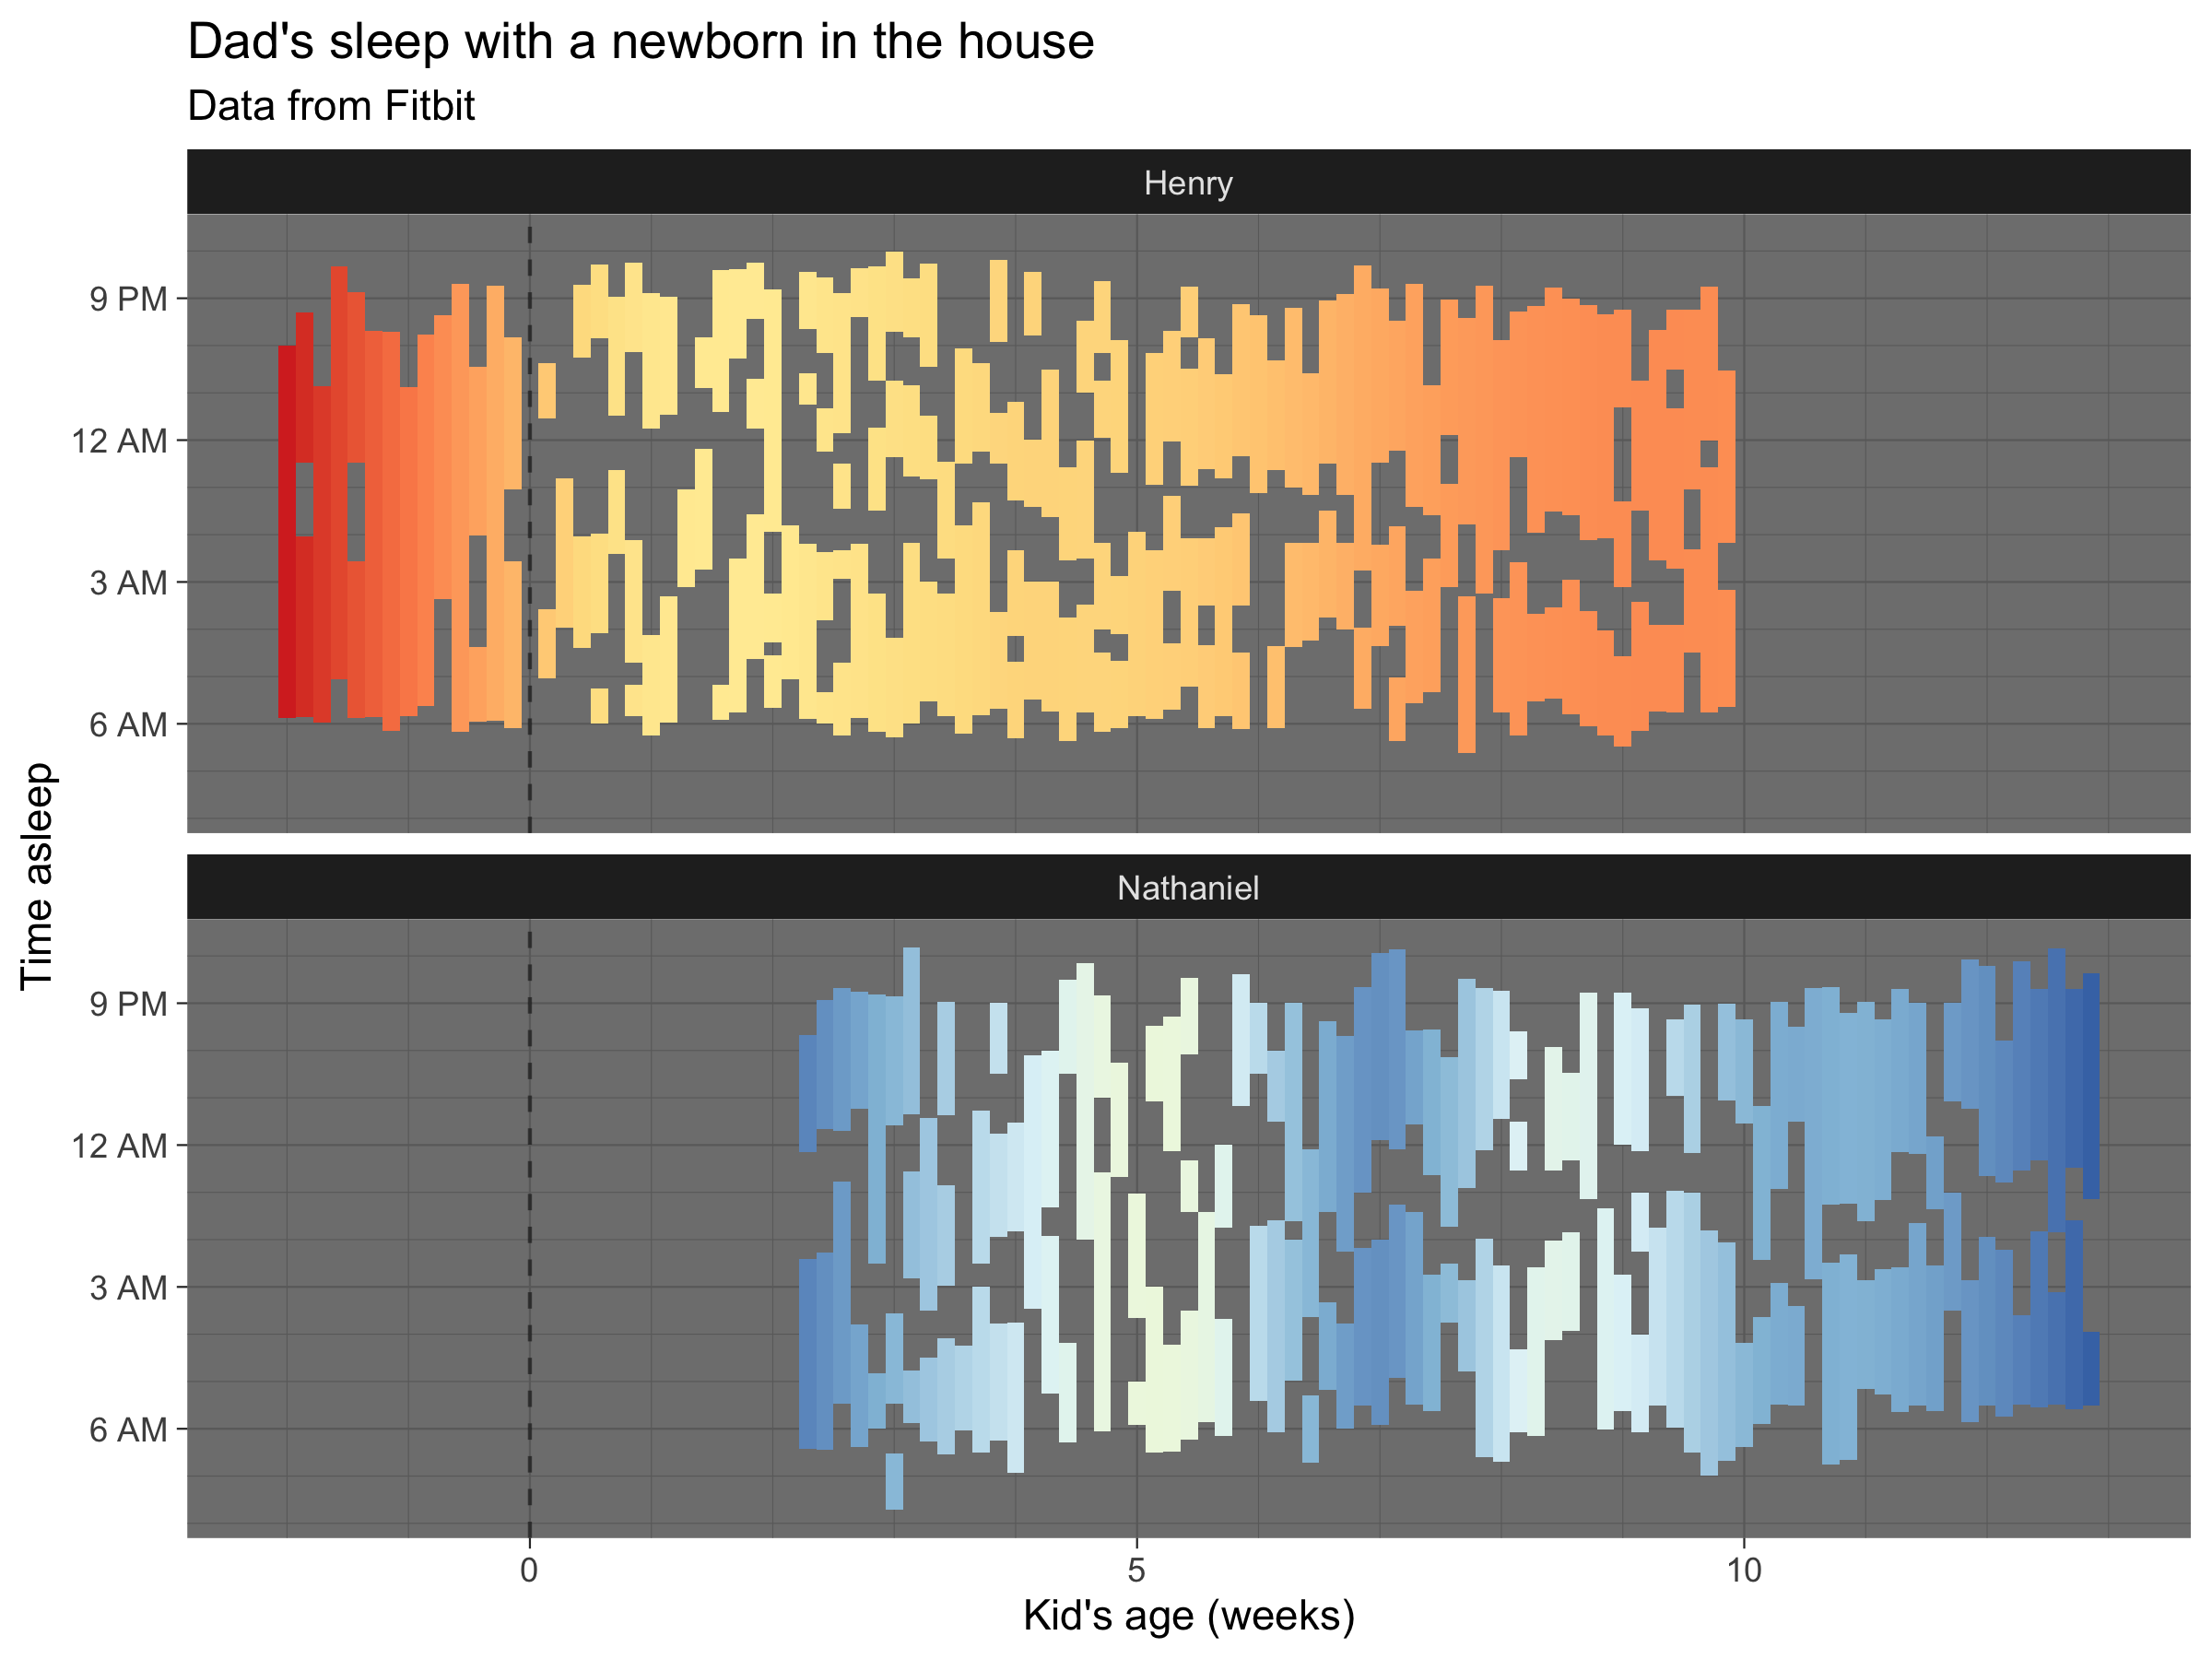 Dad's sleep with a newborn in the house
Data from Fitbit
Henry
9 PM
12 AM
3 AM
6 AM
Time asleep
Nathaniel
9 PM
12 AM
3 AM
6 AM
0 5 10
Kid's age (weeks)